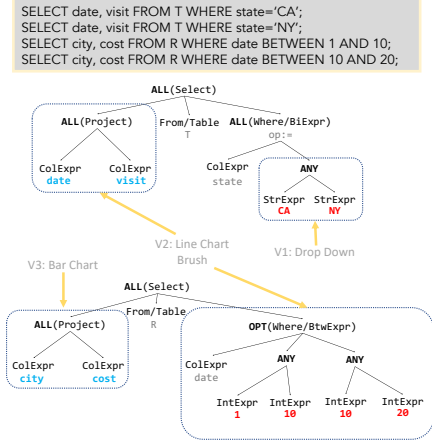 SELECT date, visit FROM T WHERE state='CA';
SELECT date, visit FROM T WHERE state='NY';
SELECT city, cost FROM R WHERE date BETWEEN 1 AND 10;
SELECT city, cost FROM R WHERE date BETWEEN 10 AND 20;
ALL(Select)
ALL(Project) From/Table ALL(Where/BiExpr)
T op:=
ColExpr ColExpr ColExpr ANY
date visit state
StrExpr StrExpr
CA NY
V2: Line Chart
Brush
V1: Drop Down
V3: Bar Chart
ALL(Select)
From/Table
ALL(Project) R OPT(Where/BtwExpr)
ColExpr ColExpr ColExpr ANY ANY
city cost date
IntExpr IntExpr IntExpr IntExpr
1 10 10 20